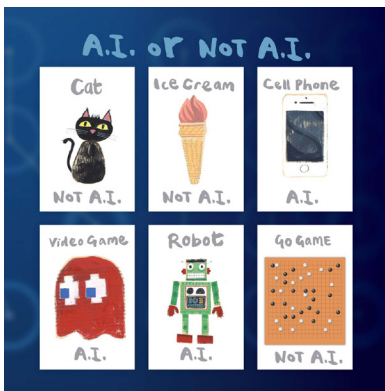 A.I. or NOT A.I.
Cat
NOT A.I.
Ice Cream
NOT A.I.
Cell Phone
A.I.
Video Game
A.I.
Robot
A.I.
GO GAME
NOT A.I.